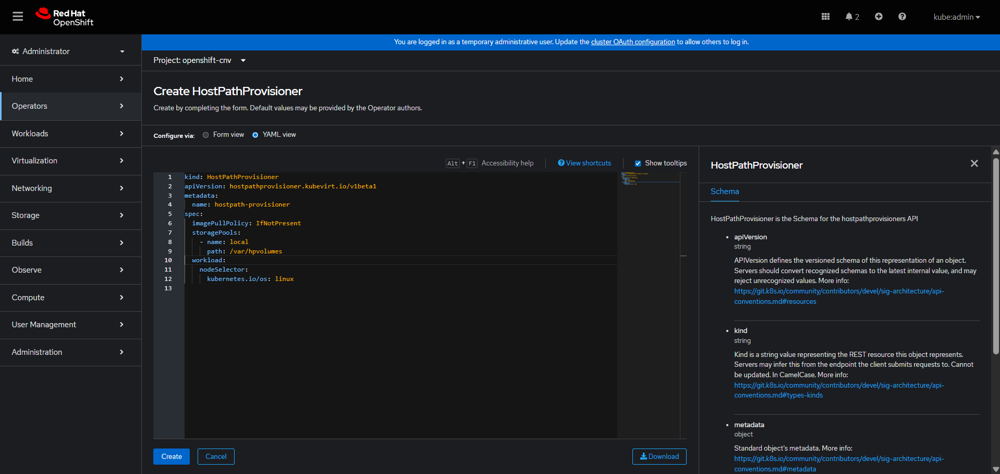 Red Hat
OpenShift
2
kube:admin
Administrator
Home
Operators
Workloads
Virtualization
Networking
Storage
Builds
Observe
Compute
User Management
Administration
You are logged in as a temporary administrative user. Update the cluster OAuth configuration to allow others to log in.
Project: openshift-cnv
Create HostPathProvisioner
Create by completing the form. Default values may be provided by the Operator authors.
Configure via: Form view YAML view
Alt + F1 Accessibility help View shortcuts Show tooltips
1 kind: HostPathProvisioner
2 apiVersion: hostpathprovisioner.kubevirt.io/v1beta1
3 metadata:
4 name: hostpath-provisioner
5 spec:
6 imagePullPolicy: IfNotPresent
7 storagePools:
8 - name: local
9 path: /var/hpvolumes
10 workload:
11 nodeSelector:
12 kubernetes.io/os: linux
13
Create Cancel Download
HostPathProvisioner
Schema
HostPathProvisioner is the Schema for the hostpathprovisioners API
• apiVersion
string
APIVersion defines the versioned schema of this representation of an object.
Servers should convert recognized schemas to the latest internal value, and may
reject unrecognized values. More info:
https://git.k8s.io/community/contributors/devel/sig-architecture/api-
conventions.md#resources
• kind
string
Kind is a string value representing the REST resource this object represents.
Servers may infer this from the endpoint the client submits requests to. Cannot
be updated. In CamelCase. More info:
https://git.k8s.io/community/contributors/devel/sig-architecture/api-
conventions.md#types-kinds
• metadata
object
Standard object's metadata. More info:
https://git.k8s.io/community/contributors/devel/sig-architecture/api-
conventions.md#metadata